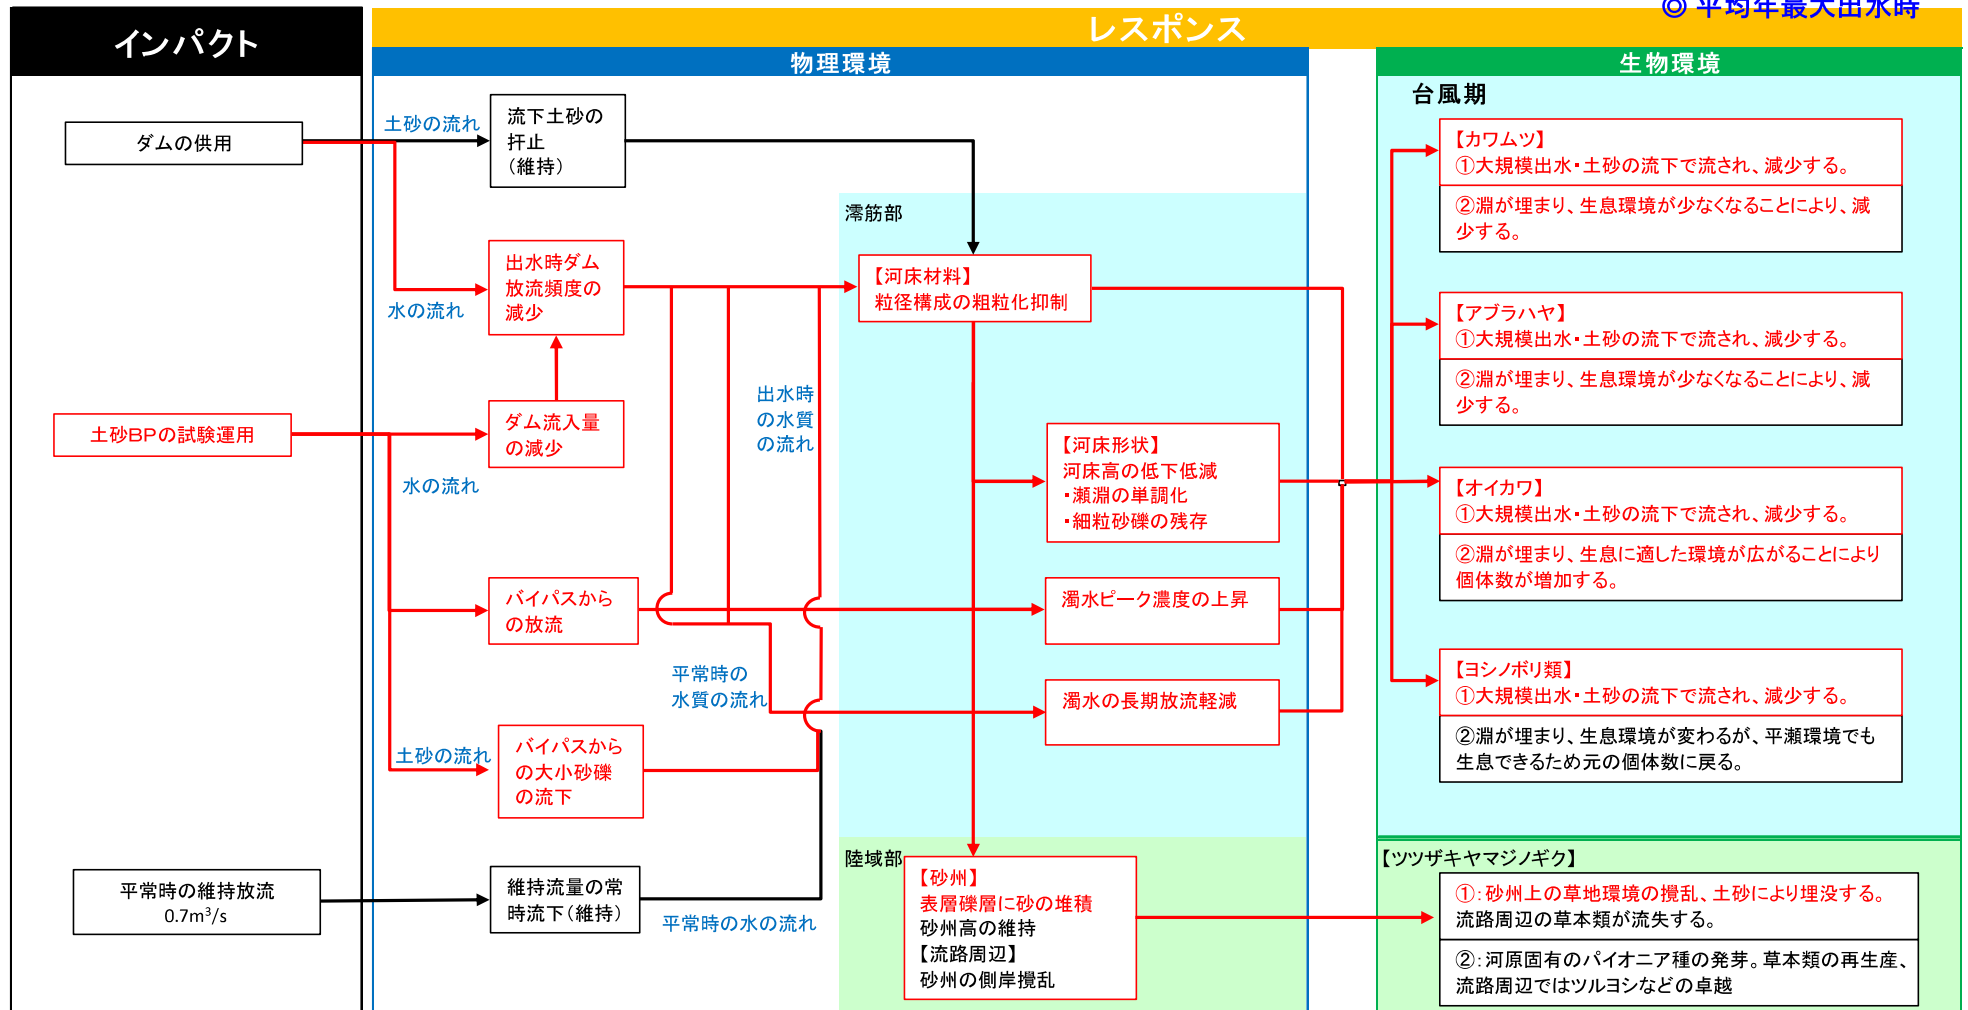 ◎ 平均年最大出水時
インパクト
レスポンス
物理環境
生物環境
ダムの供用
土砂BPの試験運用
平常時の維持放流
0.7m³/s
土砂の流れ
水の流れ
水の流れ
土砂の流れ
流下土砂の
扞止
（維持）
出水時ダム
放流頻度の
減少
ダム流入量
の減少
バイパスから
の放流
バイパスから
の大小砂礫
の流下
維持流量の常
時流下（維持）
出水時
の水質
の流れ
平常時の
水質の流れ
平常時の水の流れ
澪筋部
【河床材料】
粒径構成の粗粒化抑制
【河床形状】
河床高の低下低減
・瀬淵の単調化
・細粒砂礫の残存
濁水ピーク濃度の上昇
濁水の長期放流軽減
陸域部
【砂州】
表層礫層に砂の堆積
砂州高の維持
【流路周辺】
砂州の側岸攪乱
台風期
【カワムツ】
①大規模出水・土砂の流下で流され、減少する。
②淵が埋まり、生息環境が少なくなることにより、減
少する。
【アブラハヤ】
①大規模出水・土砂の流下で流され、減少する。
②淵が埋まり、生息環境が少なくなることにより、減
少する。
【オイカワ】
①大規模出水・土砂の流下で流され、減少する。
②淵が埋まり、生息に適した環境が広がることにより
個体数が増加する。
【ヨシノボリ類】
①大規模出水・土砂の流下で流され、減少する。
②淵が埋まり、生息環境が変わるが、平瀬環境でも
生息できるため元の個体数に戻る。
【ツツザキヤマジノギク】
①：砂州上の草地環境の攪乱、土砂により埋没する。
流路周辺の草本類が流失する。
②：河原固有のパイオニア種の発芽。草本類の再生産、
流路周辺ではツルヨシなどの卓越